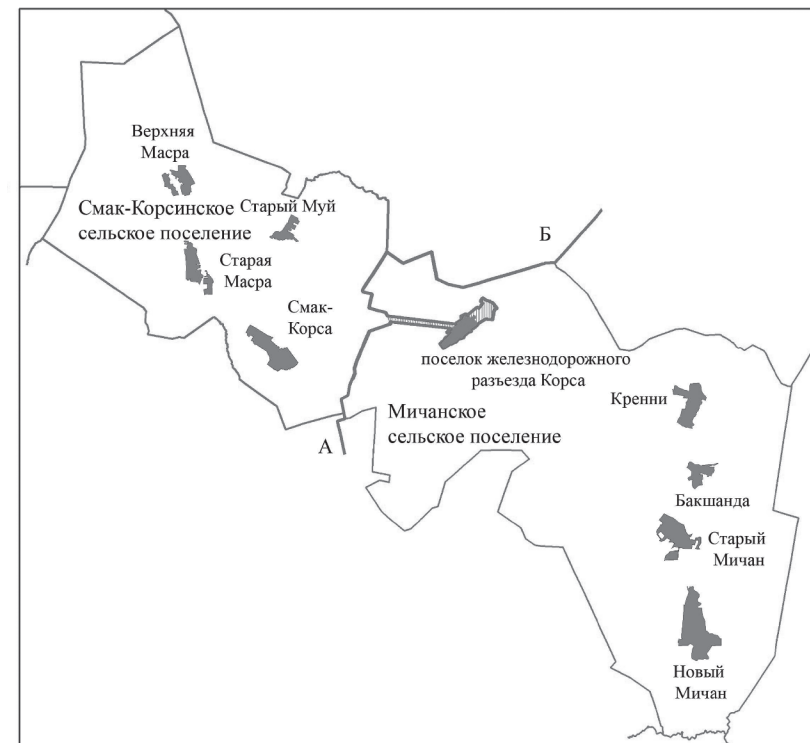 Верхняя
Масра
Старый Муй
Смак-Корсинское
сельское поселение
Старая
Масра
Смак-
Корса
Б
поселок железнодорожного
разъезда Корса
Мичанское
сельское поселение
А
Кренни
Бакшанда
Старый
Мичан
Новый
Мичан